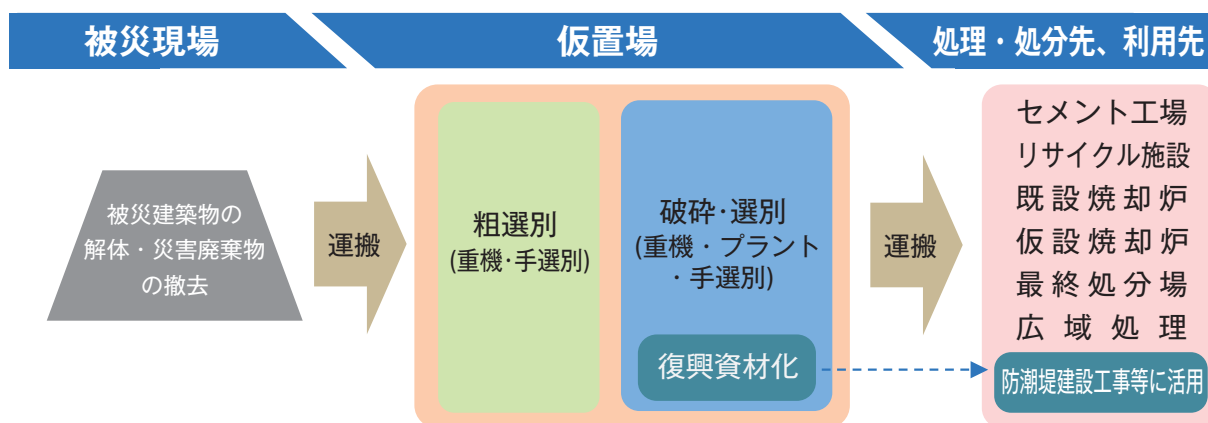 被災現場
仮置場
処理・処分先、利用先
被災建築物の
解体・災害廃棄物
の撤去
運搬
粗選別
(重機･手選別)
破砕･選別
(重機・プラント
・手選別)
復興資材化
運搬
セメント工場
リサイクル施設
既設焼却炉
仮設焼却炉
最終処分場
広域処理
防潮堤建設工事等に活用